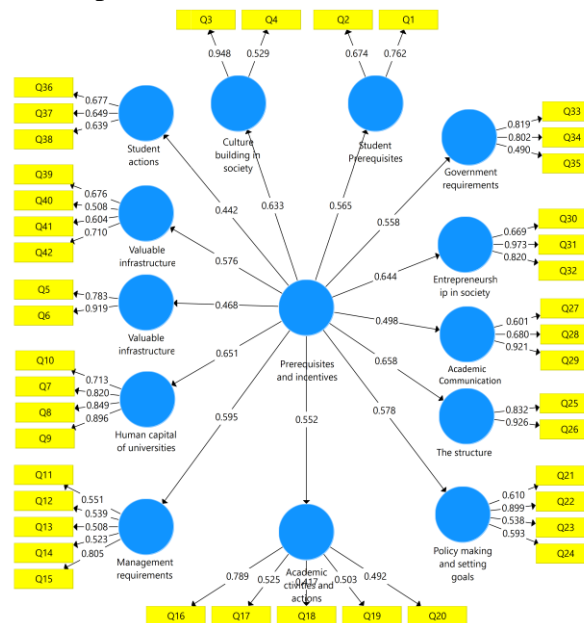 Q3
Q4
Q2
Q1
0.948
0.529
0.674
0.762
Q36
Q37
Q38
0.677
0.649
0.639
Student
actions
Culture
building in
society
Student
Prerequisites
Q33
Q34
Q35
0.819
0.802
0.490
Government
requirements
Q39
Q40
Q41
Q42
0.676
0.508
0.604
0.710
Valuable
infrastructure
0.442
0.633
0.565
0.558
Q30
Q31
Q32
0.669
0.973
0.820
Entrepreneursh
ip in society
0.576
0.644
Q5
Q6
0.783
0.919
Valuable
infrastructure
0.468
0.498
Prerequisites
and incentives
Q27
Q28
Q29
0.601
0.680
0.921
Academic
Communication
Q10
Q7
Q8
Q9
0.713
0.820
0.849
0.896
Human capital
of universities
0.651
0.658
Q25
Q26
0.832
0.926
The structure
0.595
0.552
0.578
Q11
Q12
Q13
Q14
Q15
0.551
0.539
0.508
0.523
0.805
Management
requirements
Q21
Q22
Q23
Q24
0.610
0.899
0.538
0.593
Policy making
and setting
goals
Academic
ctivities and
actions
0.789
0.525
0.417
0.503
0.492
Q16
Q17
Q18
Q19
Q20